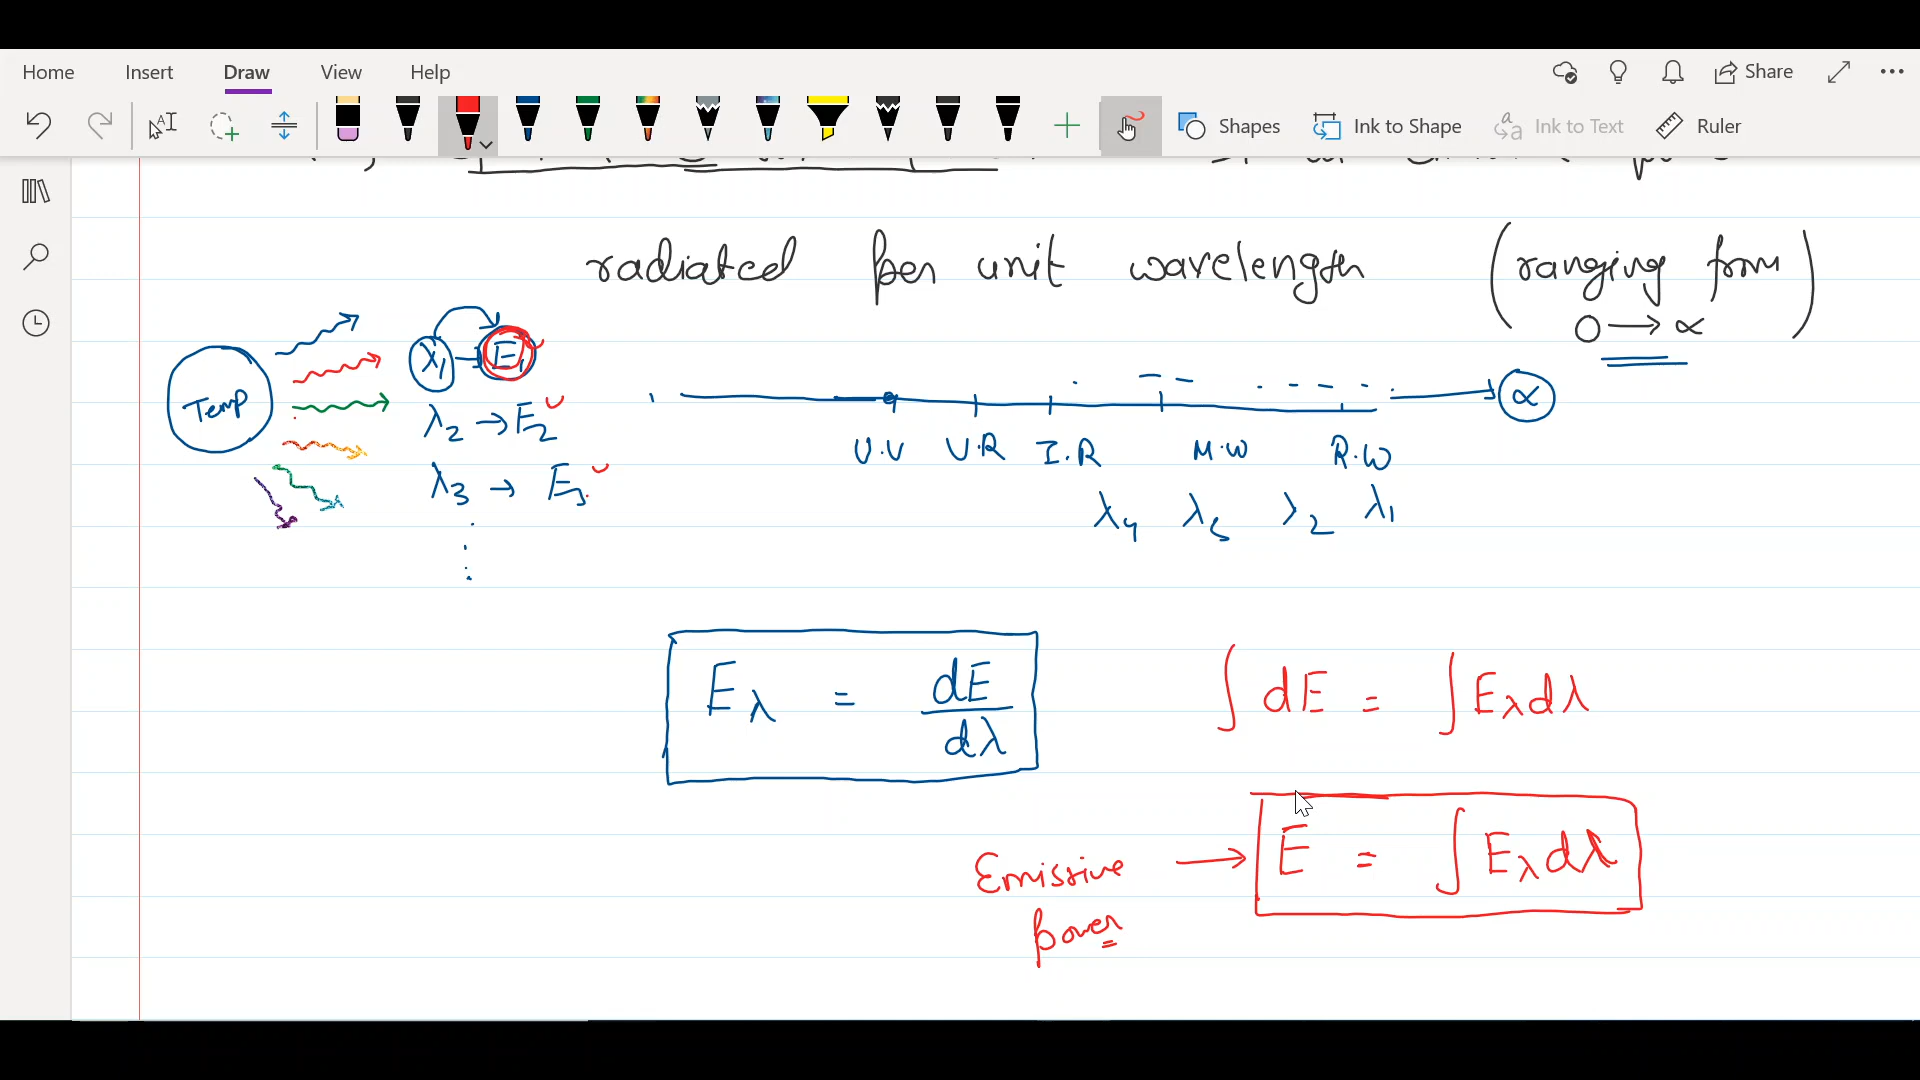 Home Insert Draw View Help Share
Shapes Ink to Shape Ink to Text Ruler
radiated per unit wavelength (ranging from
0 → ∝)
Temp
λ1 → E1
λ2 → E2
λ3 → E3
∝
U.V V.R I.R M.W R.W
λ4 λ5 λ2 λ1
Eλ = dE/dλ
∫dE = ∫Eλdλ
Emissive power → E = ∫Eλdλ